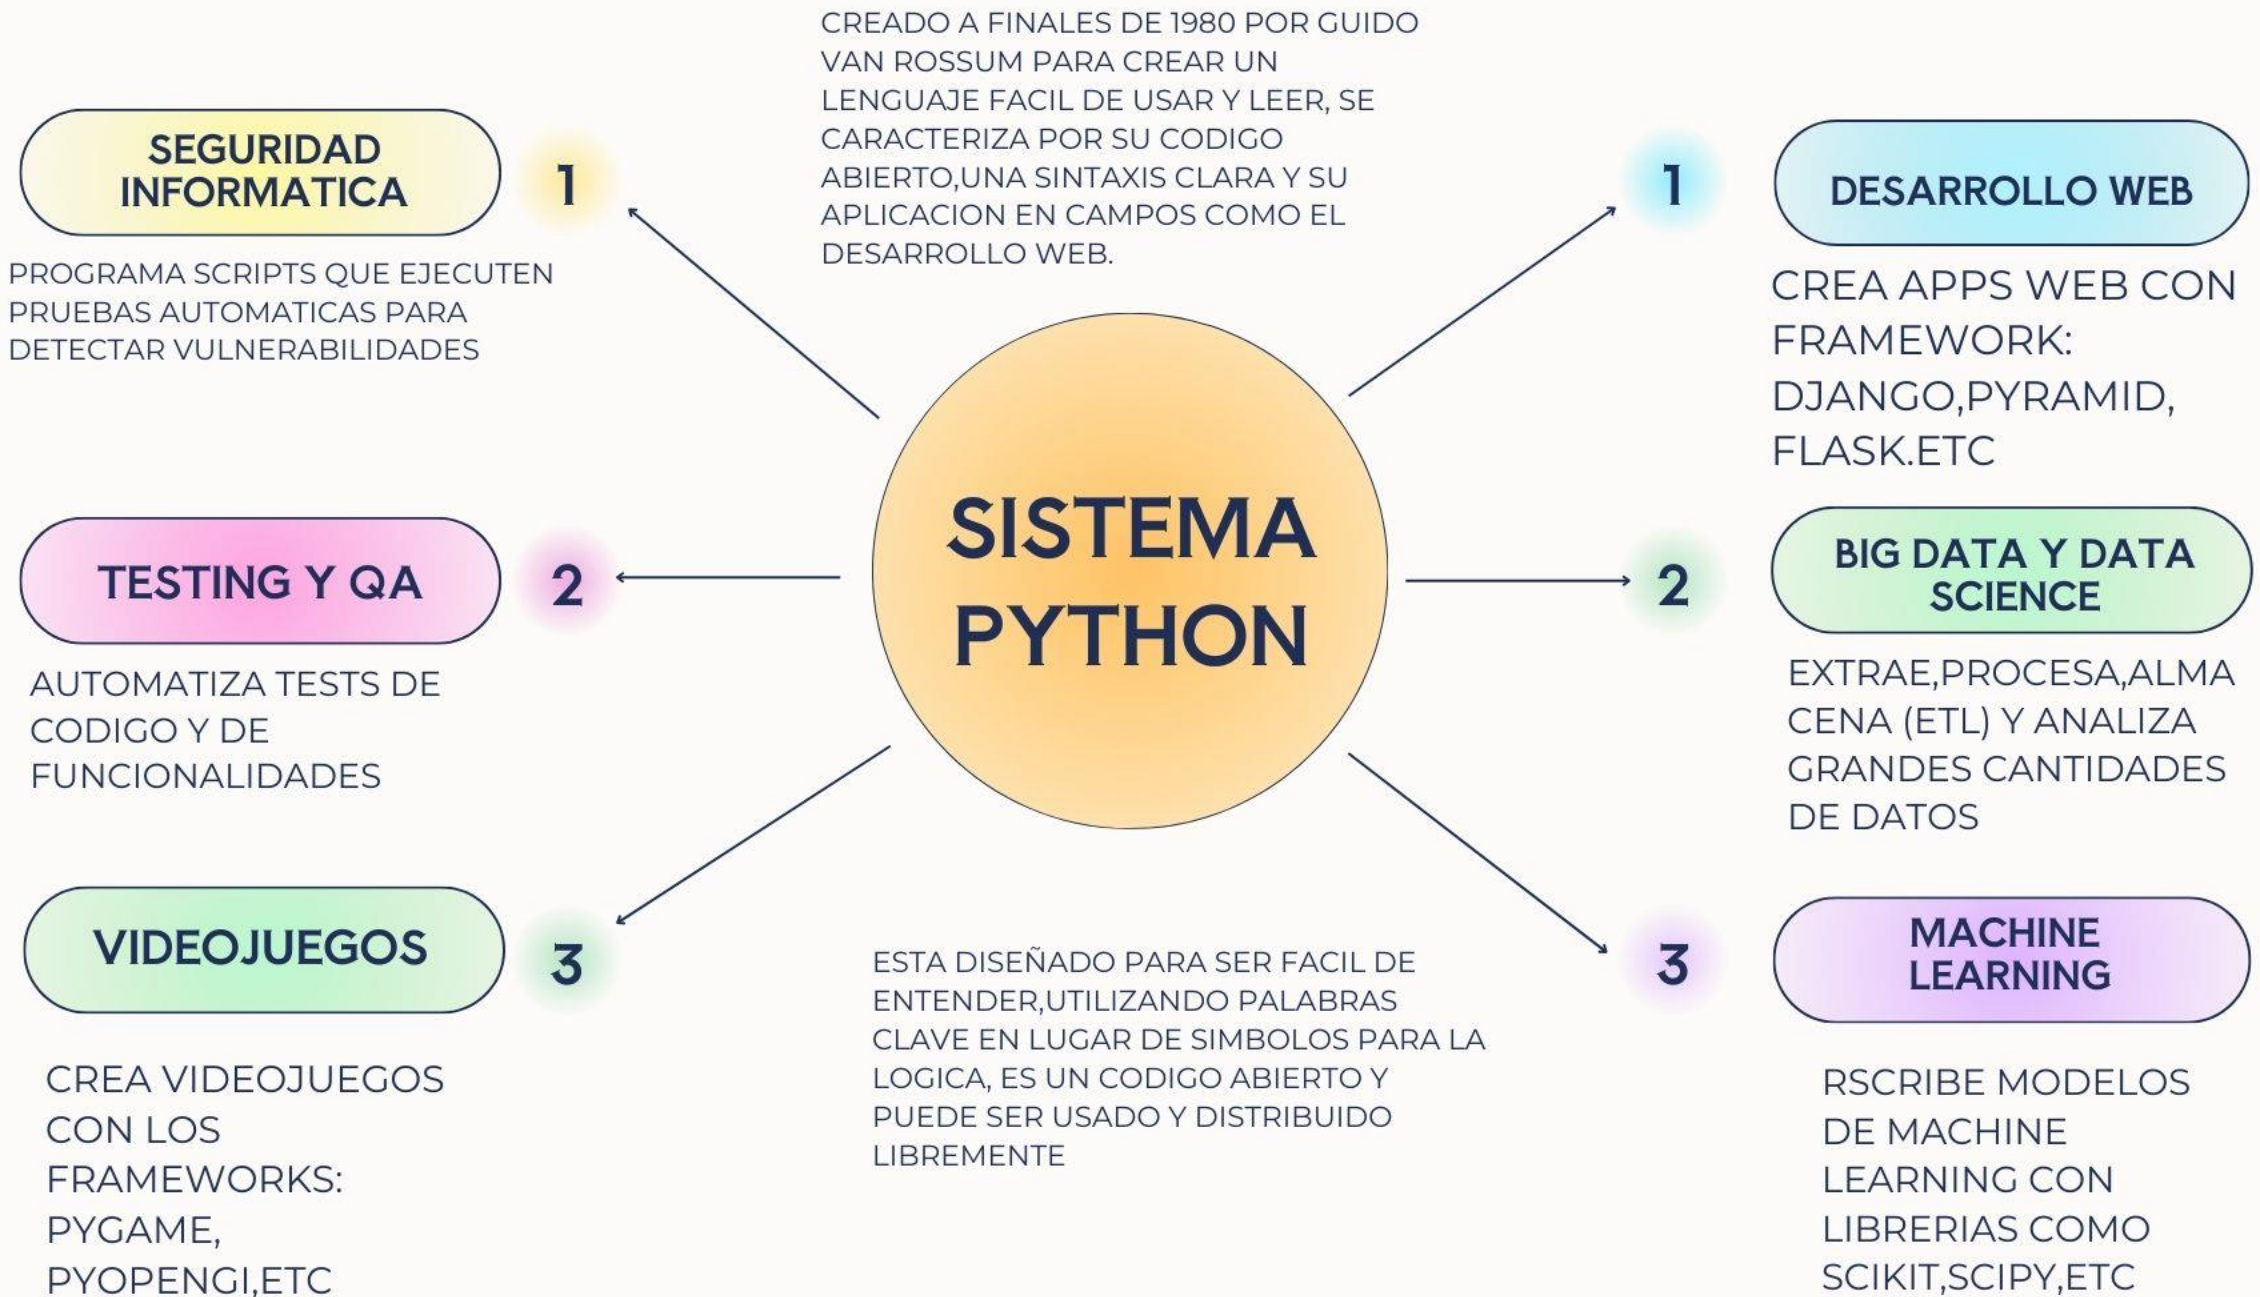 CREADO A FINALES DE 1980 POR GUIDO
VAN ROSSUM PARA CREAR UN
LENGUAJE FACIL DE USAR Y LEER, SE
CARACTERIZA POR SU CODIGO
ABIERTO,UNA SINTAXIS CLARA Y SU
APLICACION EN CAMPOS COMO EL
DESARROLLO WEB.
SEGURIDAD
INFORMATICA
1
PROGRAMA SCRIPTS QUE EJECUTEN
PRUEBAS AUTOMATICAS PARA
DETECTAR VULNERABILIDADES
TESTING Y QA
2
AUTOMATIZA TESTS DE
CODIGO Y DE
FUNCIONALIDADES
VIDEOJUEGOS
3
CREA VIDEOJUEGOS
CON LOS
FRAMEWORKS:
PYGAME,
PYOPENGI,ETC
SISTEMA
PYTHON
ESTA DISEÑADO PARA SER FACIL DE
ENTENDER,UTILIZANDO PALABRAS
CLAVE EN LUGAR DE SIMBOLOS PARA LA
LOGICA, ES UN CODIGO ABIERTO Y
PUEDE SER USADO Y DISTRIBUIDO
LIBREMENTE
1
DESARROLLO WEB
CREA APPS WEB CON
FRAMEWORK:
DJANGO,PYRAMID,
FLASK.ETC
2
BIG DATA Y DATA
SCIENCE
EXTRAE,PROCESA,ALMA
CENA (ETL) Y ANALIZA
GRANDES CANTIDADES
DE DATOS
3
MACHINE
LEARNING
RSCRIBE MODELOS
DE MACHINE
LEARNING CON
LIBRERIAS COMO
SCIKIT,SCIPY,ETC